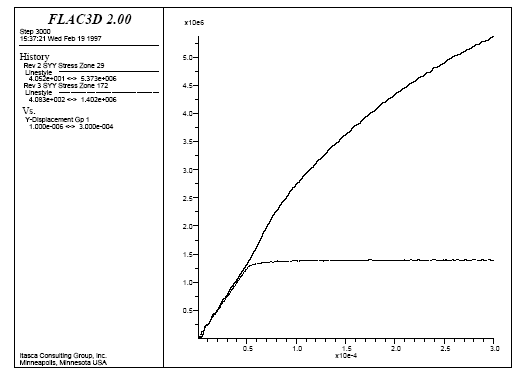 FLAC3D 2.00
Step 3000
15:37:21 Wed Feb 19 1997
History
Rev 2 SYY Stress Zone 29
Linestyle
4.052e+001 <-> 5.373e+006
Rev 3 SYY Stress Zone 172
Linestyle
4.083e+002 <-> 1.402e+006
Vs.
Y-Displacement Gp 1
1.000e-006 <-> 3.000e-004
Itasca Consulting Group, Inc.
Minneapolis, Minnesota USA
x10e6
5.0
4.5
4.0
3.5
3.0
2.5
2.0
1.5
1.0
0.5
0.5 1.0 1.5 2.0 2.5 3.0
x10e-4